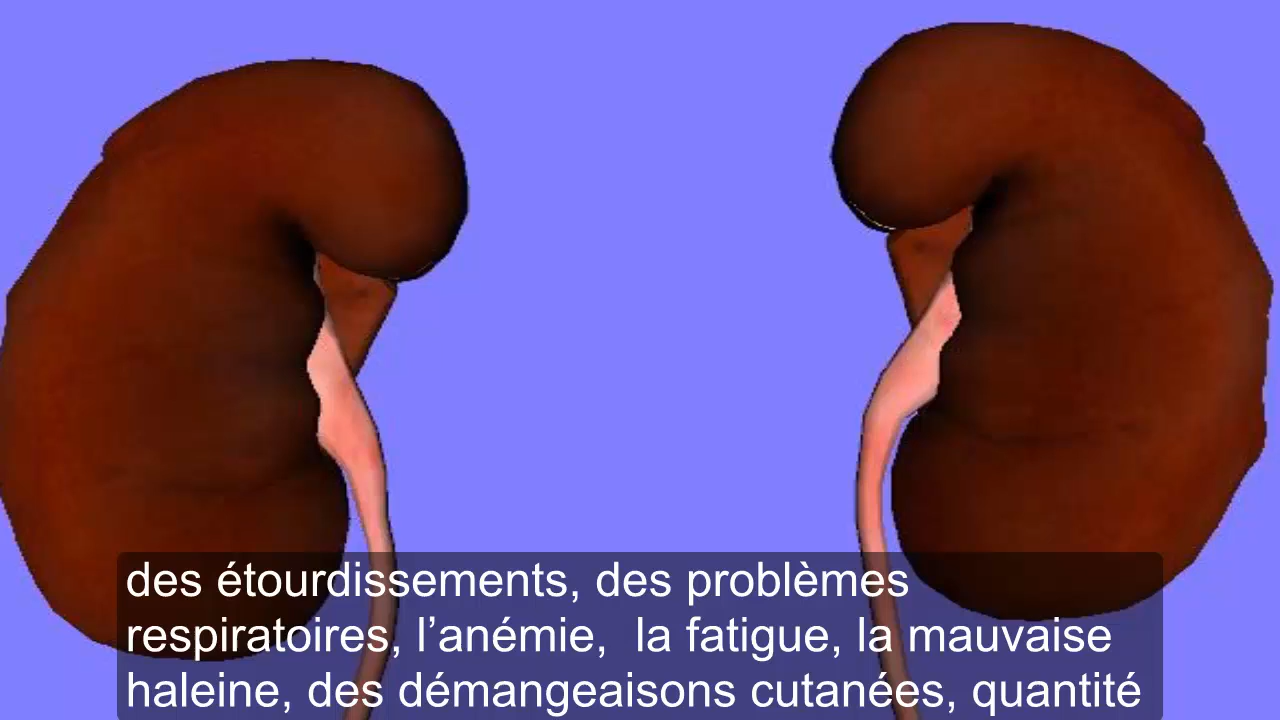 des étourdissements, des problèmes
respiratoires, l’anémie,  la fatigue, la mauvaise
haleine, des démangeaisons cutanées, quantité